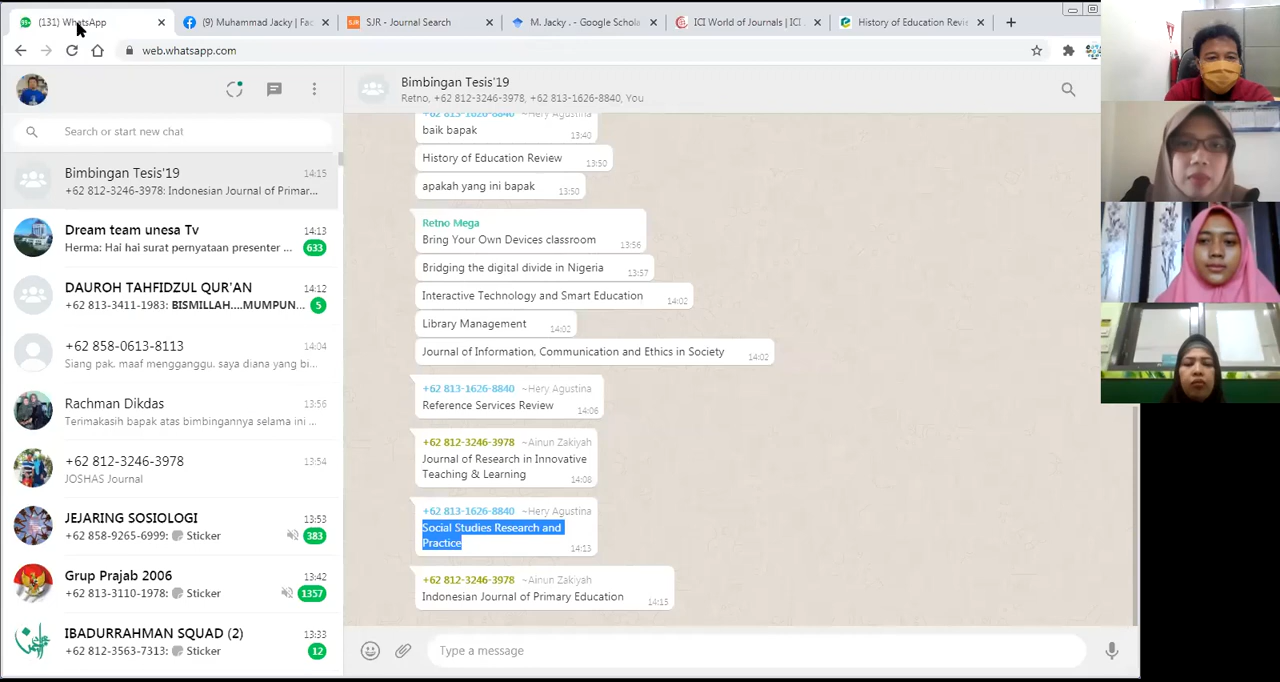 (131) WhatsApp
(9) Muhammad Jacky | Fac
SJR - Journal Search
M. Jacky . - Google Schola
ICI World of Journals | ICI .
History of Education Revie
web.whatsapp.com
Search or start new chat
Bimbingan Tesis'19
14:15
+62 812-3246-3978: Indonesian Journal of Primar...
Dream team unesa Tv
14:13
Herma: Hai hai surat pernyataan presenter ...
633
DAUROH TAHFIDZUL QUR'AN
14:12
+62 813-3411-1983: BISMILLAH....MUMPUN...
5
+62 858-0613-8113
14:04
Siang pak. maaf mengganggu. saya diana yang bi...
Rachman Dikdas
13:56
Terimakasih bapak atas bimbingannya selama ini ...
+62 812-3246-3978
13:54
JOSHAS Journal
JEJARING SOSIOLOGI
13:53
+62 858-9265-6999: Sticker
383
Grup Prajab 2006
13:42
+62 813-3110-1978: Sticker
1357
IBADURRAHMAN SQUAD (2)
13:33
+62 812-3563-7313: Sticker
12
Bimbingan Tesis'19
Retno, +62 812-3246-3978, +62 813-1626-8840, You
+62 813-1626-8840 ~Hery Agustina
baik bapak
13:40
History of Education Review
13:50
apakah yang ini bapak
13:50
Retno Mega
Bring Your Own Devices classroom
13:56
Bridging the digital divide in Nigeria
13:57
Interactive Technology and Smart Education
14:02
Library Management
14:02
Journal of Information, Communication and Ethics in Society
14:02
+62 813-1626-8840 ~Hery Agustina
Reference Services Review
14:06
+62 812-3246-3978 ~Ainun Zakiyah
Journal of Research in Innovative
Teaching & Learning
14:08
+62 813-1626-8840 ~Hery Agustina
Social Studies Research and
Practice
14:13
+62 812-3246-3978 ~Ainun Zakiyah
Indonesian Journal of Primary Education
14:15
Type a message